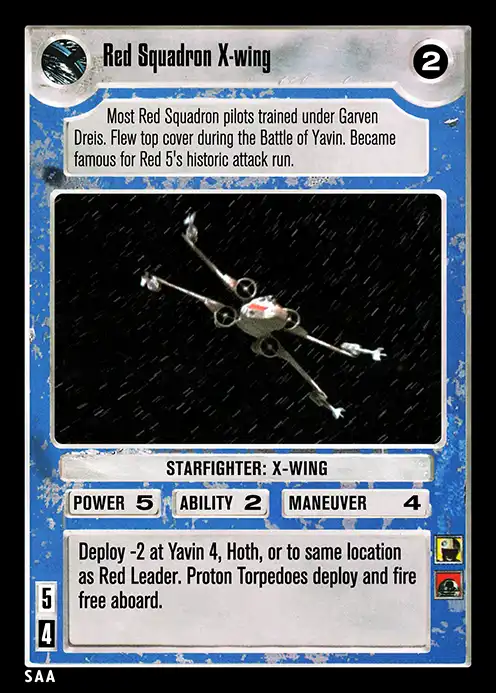 Red Squadron X-wing
2
Most Red Squadron pilots trained under Garven
Dreis. Flew top cover during the Battle of Yavin. Became
famous for Red 5's historic attack run.
STARFIGHTER: X-WING
POWER 5 ABILITY 2 MANEUVER 4
Deploy -2 at Yavin 4, Hoth, or to same location
as Red Leader. Proton Torpedoes deploy and fire
free aboard.
5
4
SAA